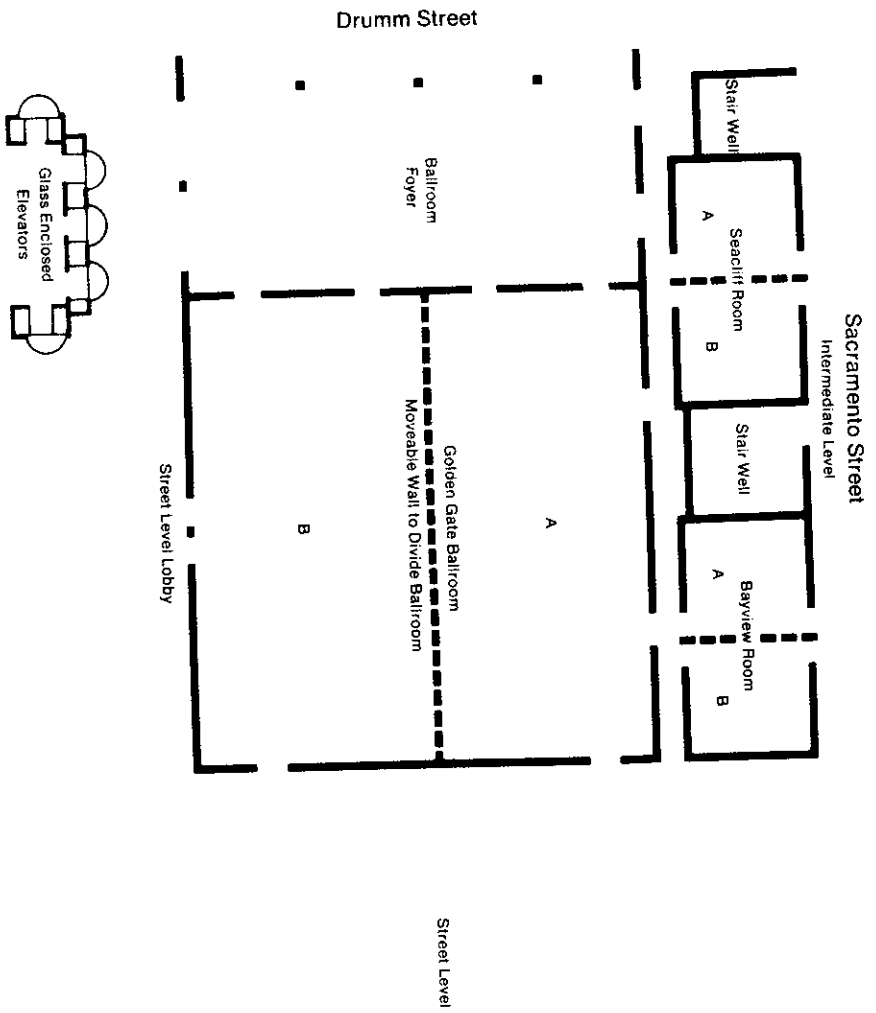 Drumm Street
Sacramento Street
Intermediate Level
Stair Well
A
Seacliff Room
B
Stair Well
A
Bayview Room
B
Ballroom
Foyer
A
Golden Gate Ballroom
Moveable Wall to Divide Ballroom
B
Street Level Lobby
Glass Enclosed
Elevators
Street Level